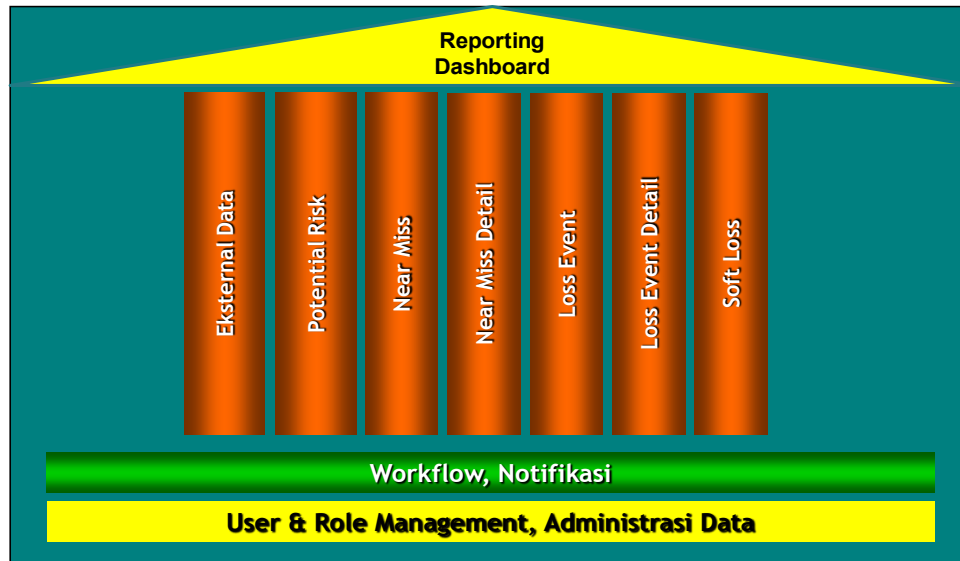 Reporting
Dashboard
Eksternal Data
Potential Risk
Near Miss
Near Miss Detail
Loss Event
Loss Event Detail
Soft Loss
Workflow, Notifikasi
User & Role Management, Administrasi Data